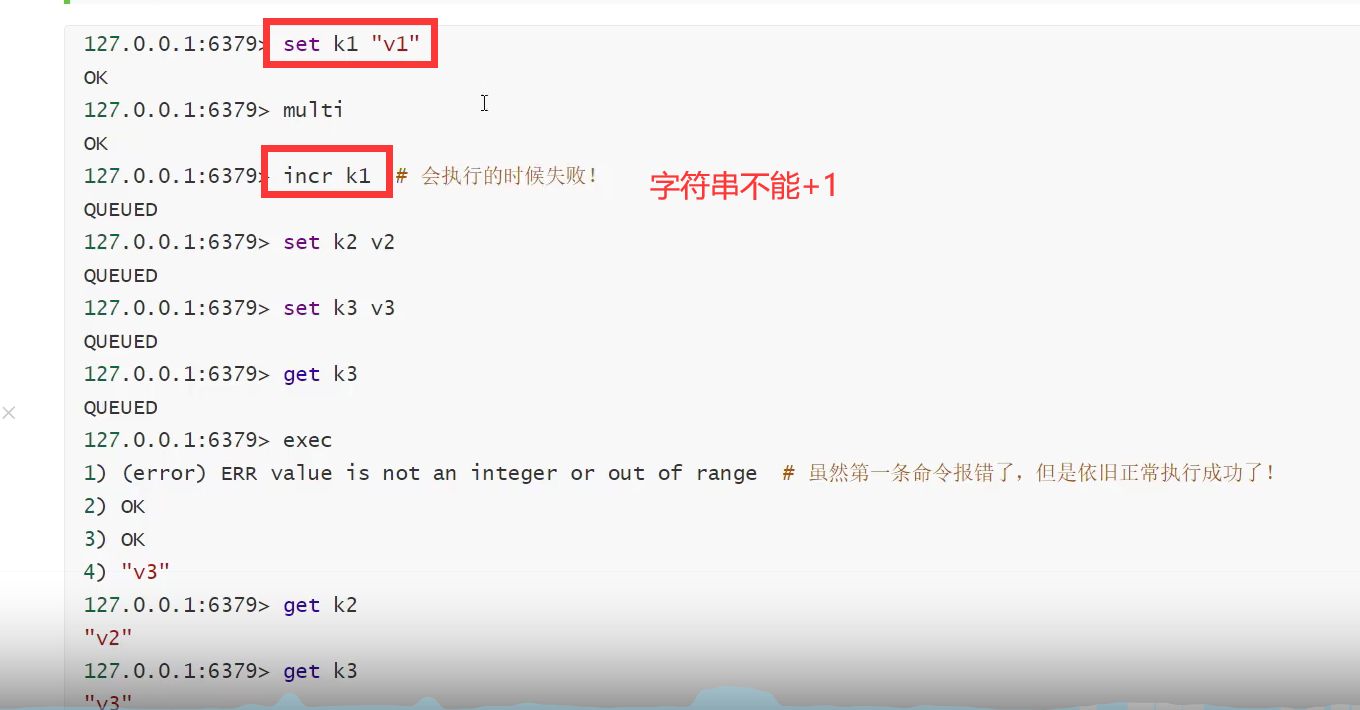 127.0.0.1:6379> set k1 "v1"
OK
127.0.0.1:6379> multi
OK
127.0.0.1:6379> incr k1 # 会执行的时候失败！ 字符串不能+1
QUEUED
127.0.0.1:6379> set k2 v2
QUEUED
127.0.0.1:6379> set k3 v3
QUEUED
127.0.0.1:6379> get k3
QUEUED
127.0.0.1:6379> exec
1) (error) ERR value is not an integer or out of range # 虽然第一条命令报错了，但是依旧正常执行成功了！
2) OK
3) OK
4) "v3"
127.0.0.1:6379> get k2
"v2"
127.0.0.1:6379> get k3
"v3"